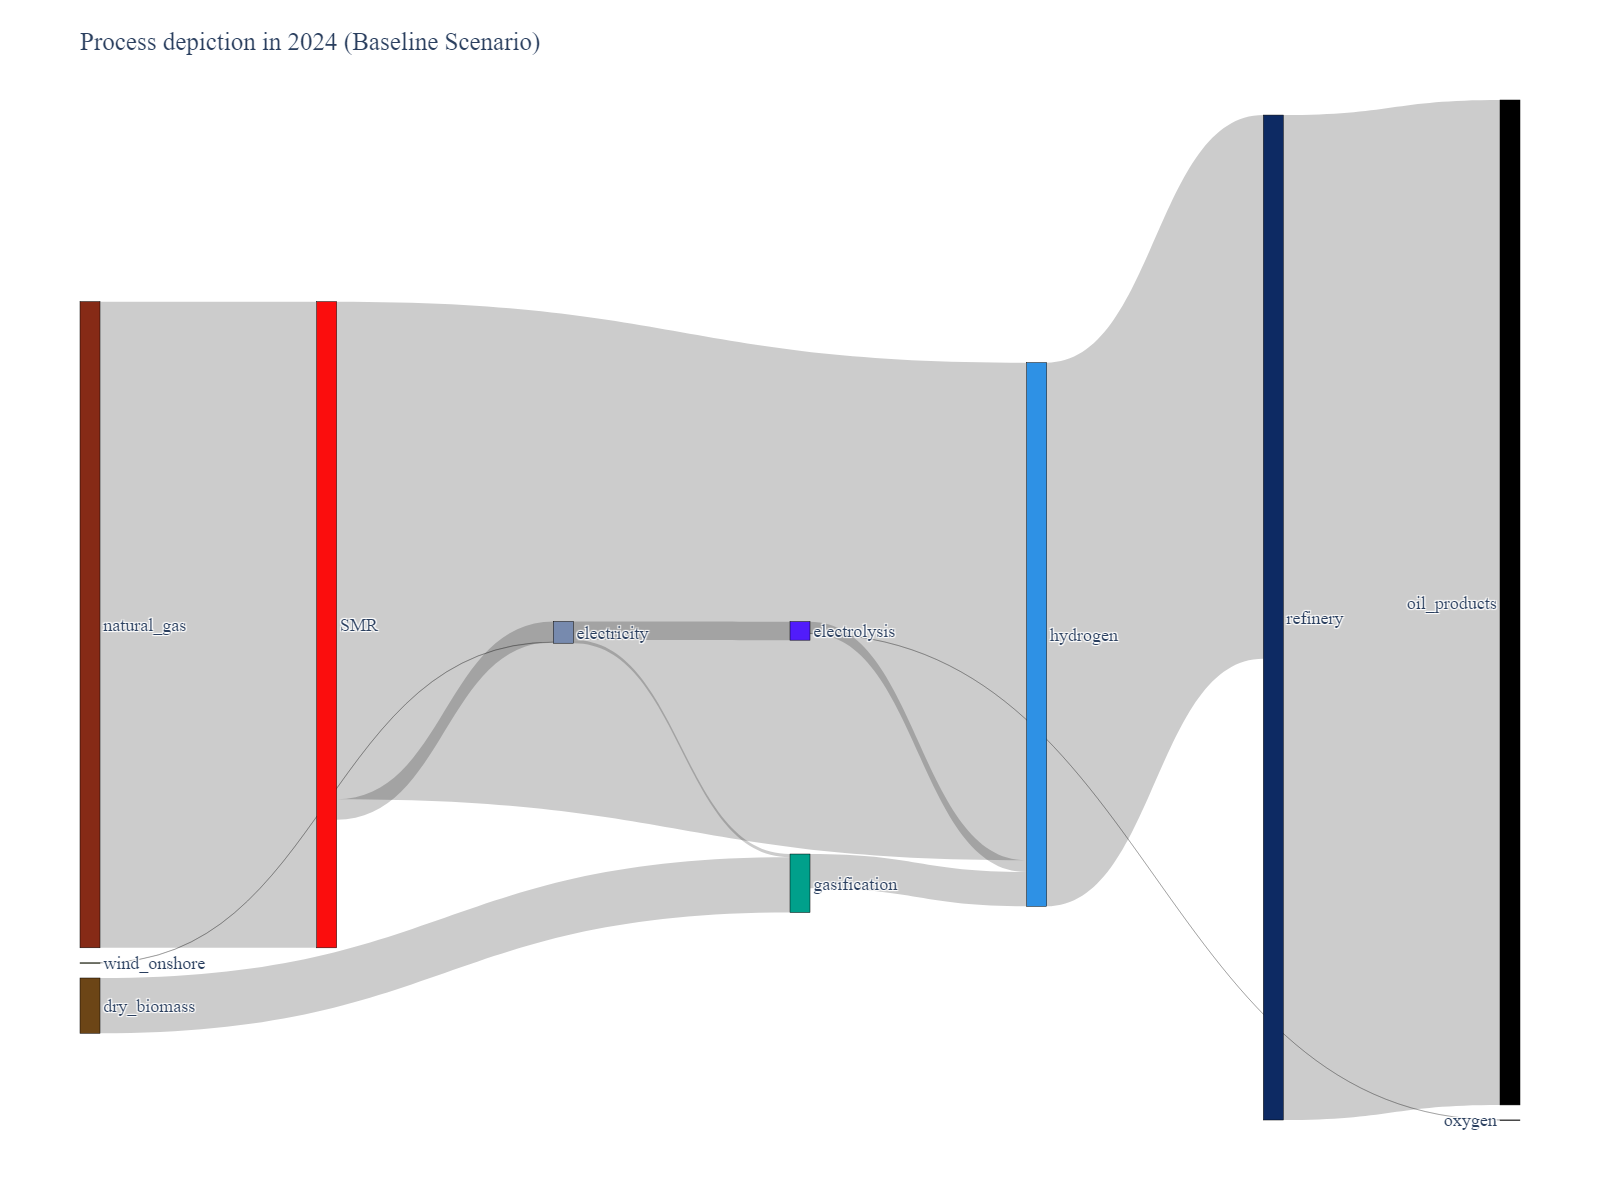 Process depiction in 2024 (Baseline Scenario)
oil_products
natural_gas
SMR
electricity
electrolysis
hydrogen
refinery
gasification
wind_onshore
dry_biomass
oxygen